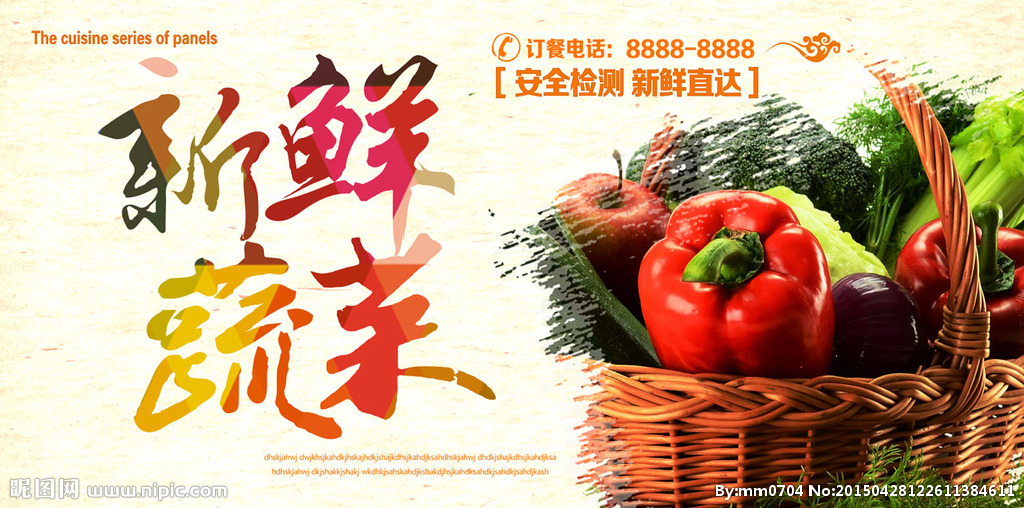 The cuisine series of panels
订餐电话：8888-8888
[ 安全检测 新鲜直达 ]
新鲜
蔬菜
昵图网 www.nipic.com
By:mm0704 No:20150428122611384611